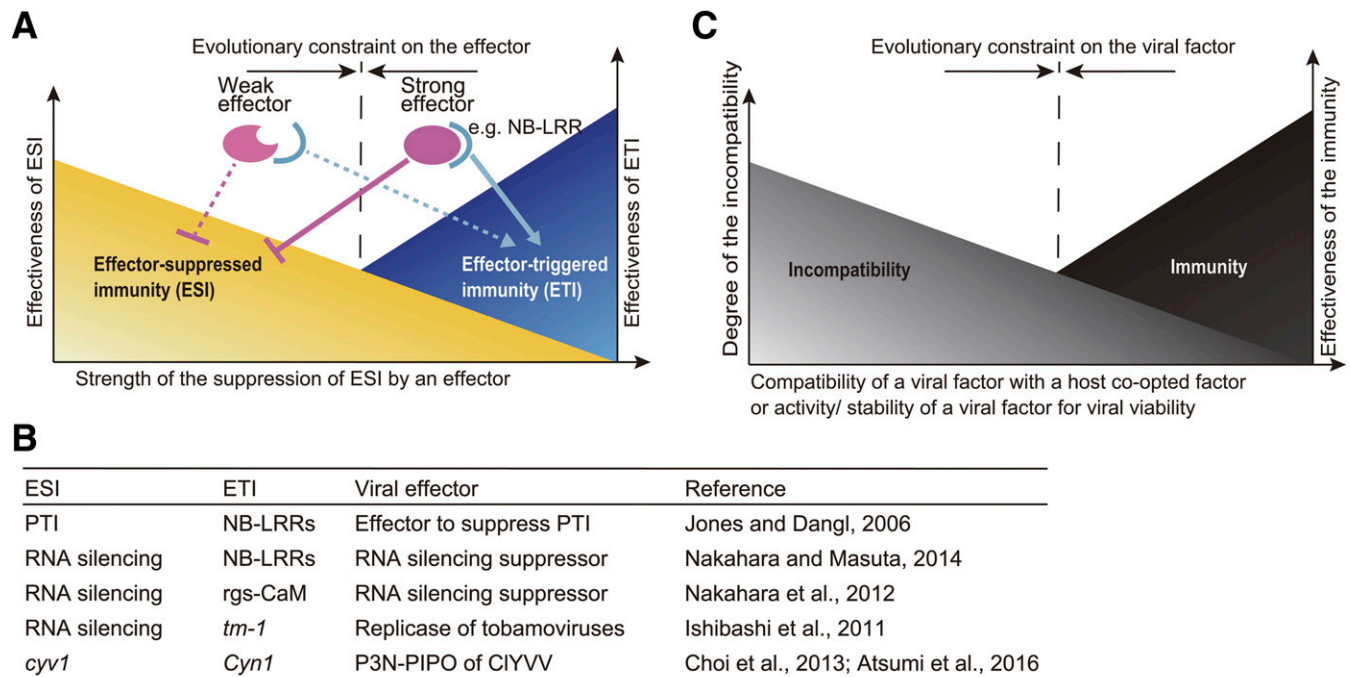 A
Evolutionary constraint on the effector
Weak
effector
Strong
effector
e.g. NB-LRR
Effectiveness of ESI
Effector-suppressed
immunity (ESI)
Effector-triggered
immunity (ETI)
Effectiveness of ETI
Strength of the suppression of ESI by an effector
C
Evolutionary constraint on the viral factor
Degree of the incompatibility
Incompatibility
Immunity
Effectiveness of the immunity
Compatibility of a viral factor with a host co-opted factor
or activity/ stability of a viral factor for viral viability
B
ESI ETI Viral effector Reference
PTI NB-LRRs Effector to suppress PTI Jones and Dangl, 2006
RNA silencing NB-LRRs RNA silencing suppressor Nakahara and Masuta, 2014
RNA silencing rgs-CaM RNA silencing suppressor Nakahara et al., 2012
RNA silencing tm-1 Replicase of tobamoviruses Ishibashi et al., 2011
cyv1 Cyn1 P3N-PIPO of ClYVV Choi et al., 2013; Atsumi et al., 2016